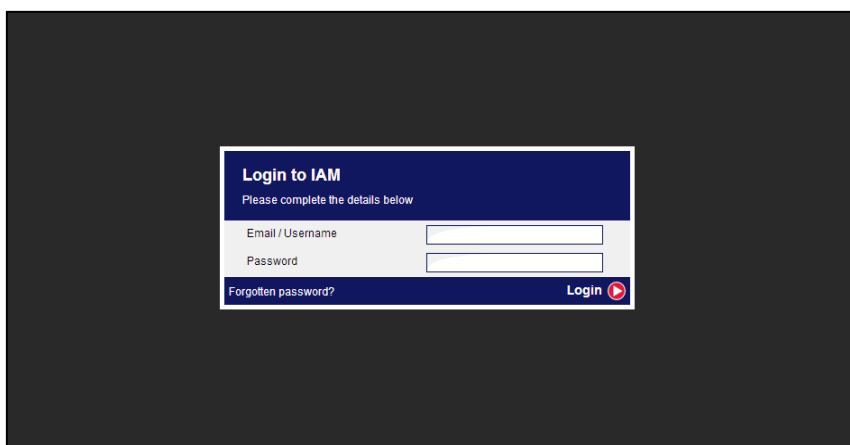 Login to IAM
Please complete the details below
Email / Username
Password
Forgotten password? Login